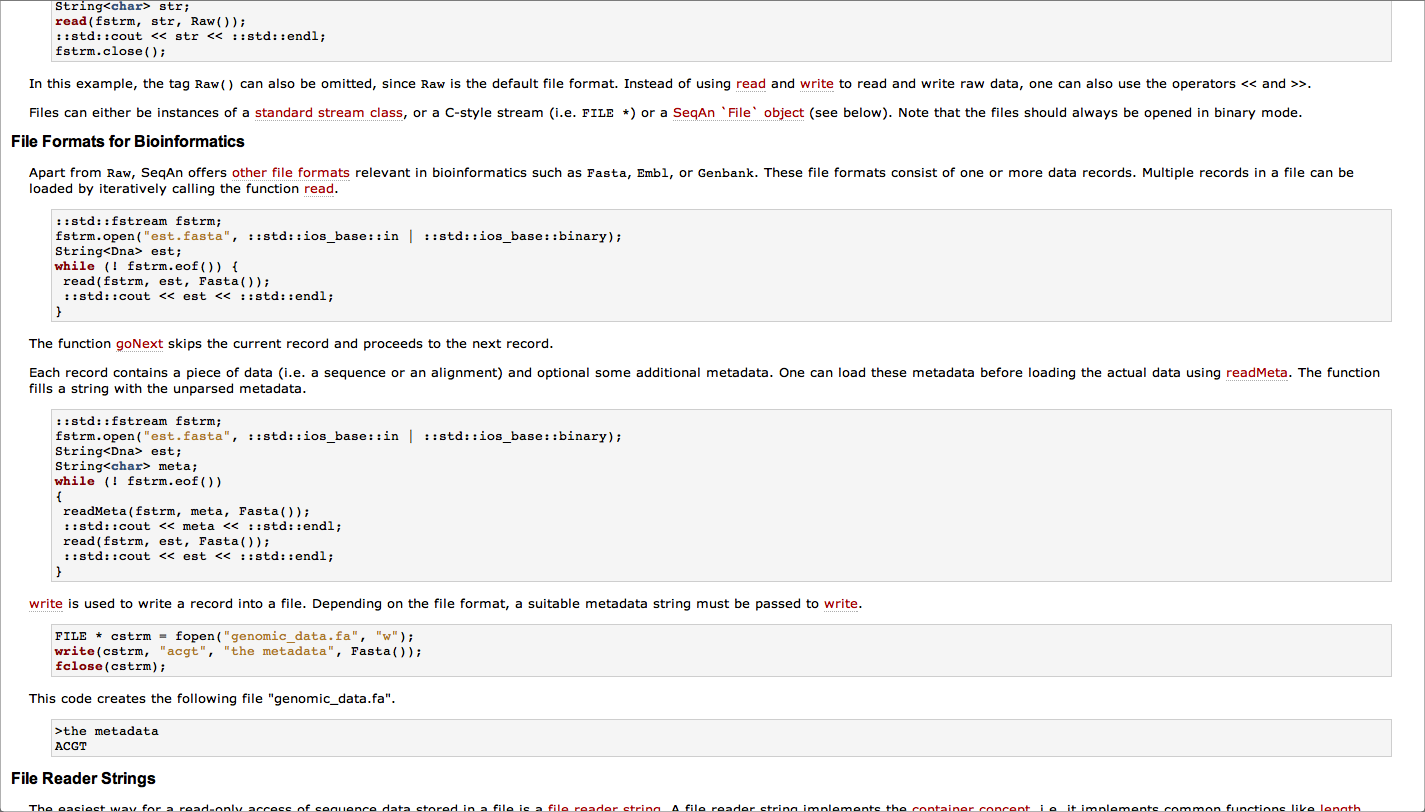 String<char> str;
read(fstrm, str, Raw());
::std::cout << str << ::std::endl;
fstrm.close();
In this example, the tag Raw() can also be omitted, since Raw is the default file format. Instead of using read and write to read and write raw data, one can also use the operators << and >>.
Files can either be instances of a standard stream class, or a C-style stream (i.e. FILE *) or a SeqAn `File` object (see below). Note that the files should always be opened in binary mode.
File Formats for Bioinformatics
Apart from Raw, SeqAn offers other file formats relevant in bioinformatics such as Fasta, Embl, or Genbank. These file formats consist of one or more data records. Multiple records in a file can be
loaded by iteratively calling the function read.
::std::fstream fstrm;
fstrm.open("est.fasta", ::std::ios_base::in | ::std::ios_base::binary);
String<Dna> est;
while (! fstrm.eof()) {
 read(fstrm, est, Fasta());
 ::std::cout << est << ::std::endl;
}
The function goNext skips the current record and proceeds to the next record.
Each record contains a piece of data (i.e. a sequence or an alignment) and optional some additional metadata. One can load these metadata before loading the actual data using readMeta. The function
fills a string with the unparsed metadata.
::std::fstream fstrm;
fstrm.open("est.fasta", ::std::ios_base::in | ::std::ios_base::binary);
String<Dna> est;
String<char> meta;
while (! fstrm.eof())
{
 readMeta(fstrm, meta, Fasta());
 ::std::cout << meta << ::std::endl;
 read(fstrm, est, Fasta());
 ::std::cout << est << ::std::endl;
}
write is used to write a record into a file. Depending on the file format, a suitable metadata string must be passed to write.
FILE * cstrm = fopen("genomic_data.fa", "w");
write(cstrm, "acgt", "the metadata", Fasta());
fclose(cstrm);
This code creates the following file "genomic_data.fa".
>the metadata
ACGT
File Reader Strings
The easiest way for a read-only access of sequence data stored in a file is a file reader string. A file reader string implements the container concept, i.e. it implements common functions like length